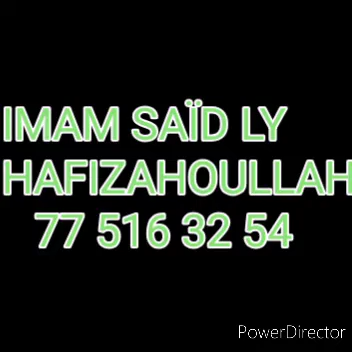 IMAM SAÏD LY
HAFIZAHOULLAH
77 516 32 54
PowerDirector